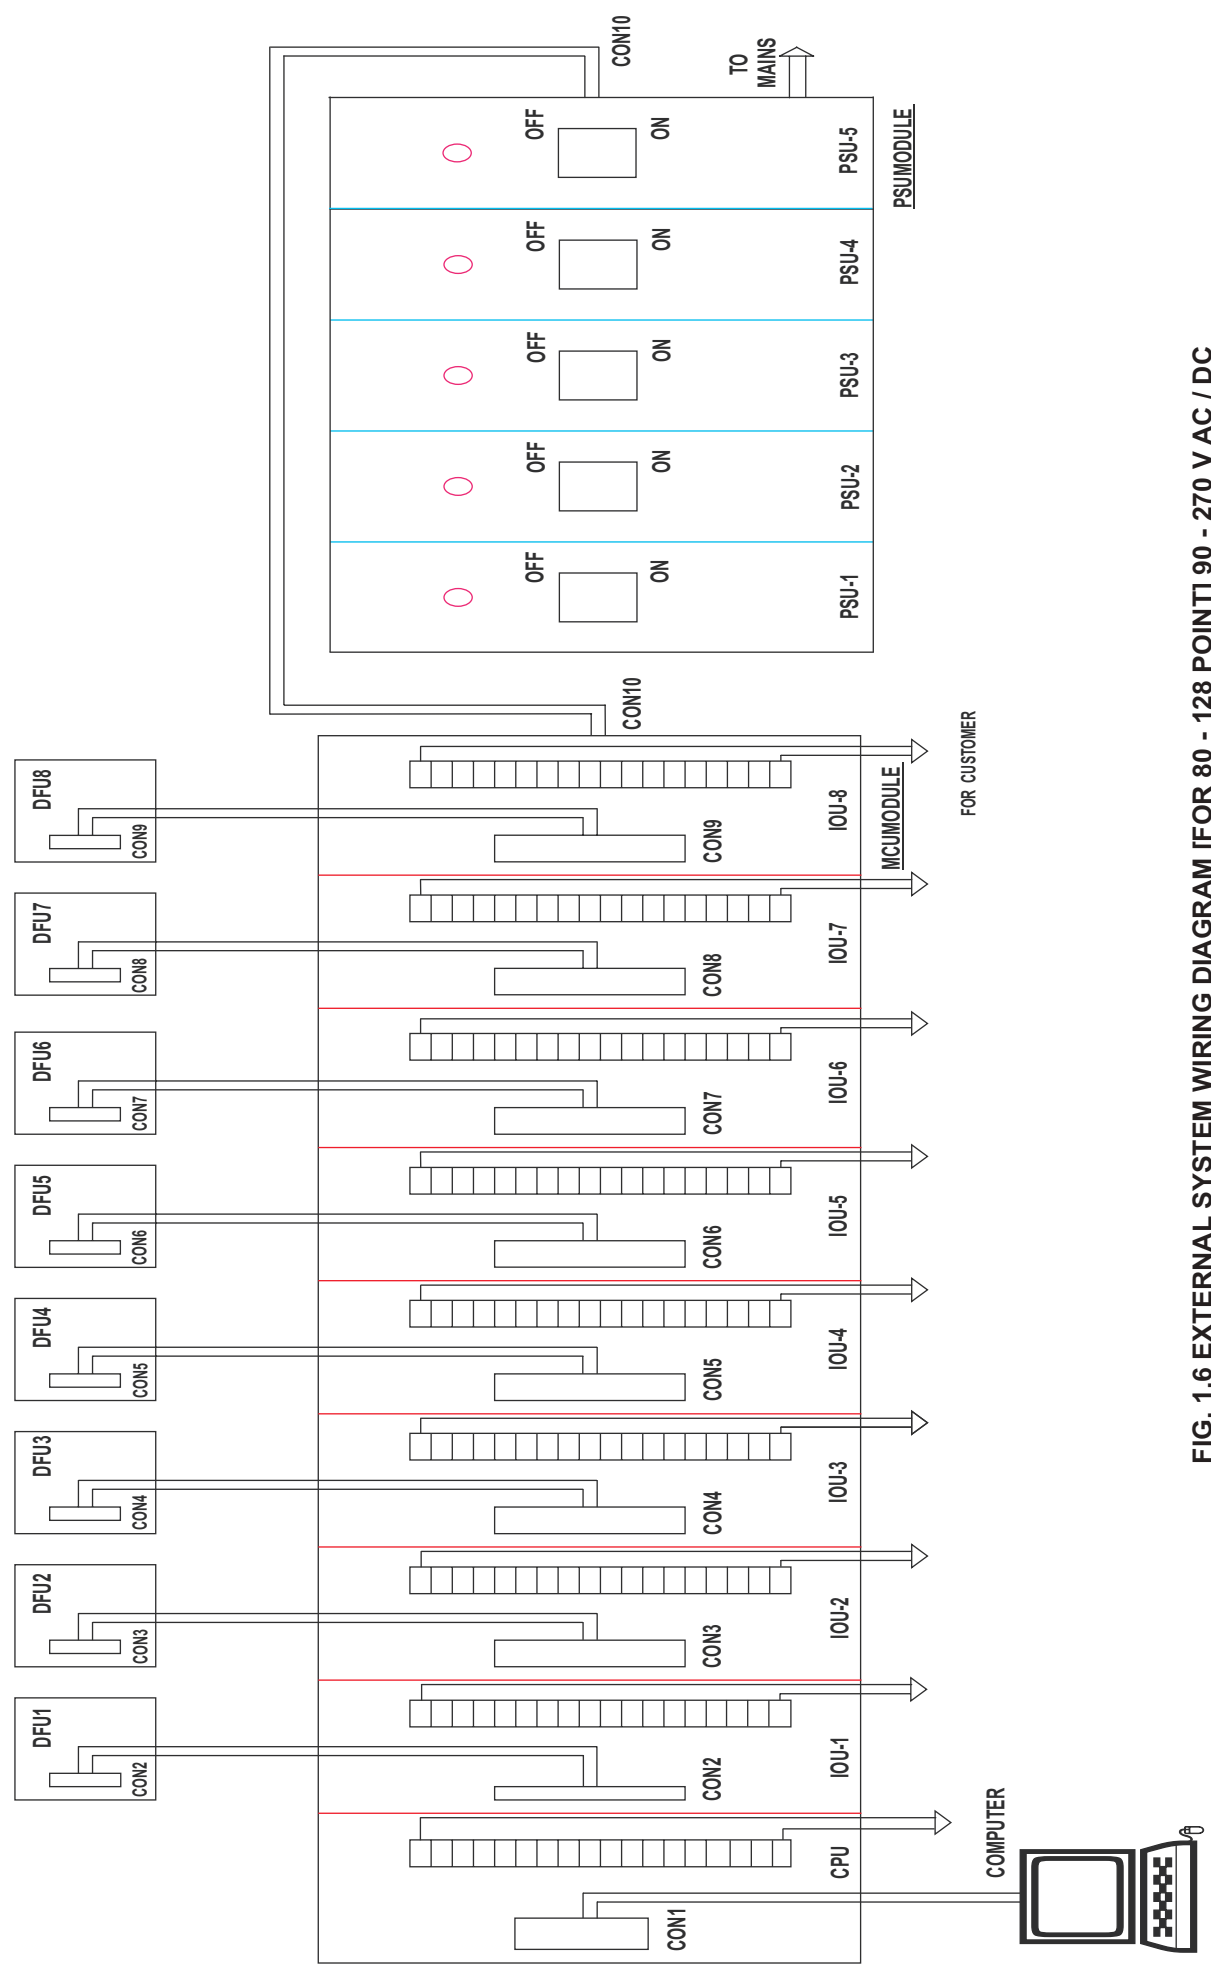 DFU1
DFU2
DFU3
DFU4
DFU5
DFU6
DFU7
DFU8
CON2
CON3
CON4
CON5
CON6
CON7
CON8
CON9
CON10
CON10
OFF
OFF
OFF
OFF
OFF
ON
ON
ON
ON
ON
TO
MAINS
PSU-1
PSU-2
PSU-3
PSU-4
PSU-5
PSUMODULE
CON1
CON2
CON3
CON4
CON5
CON6
CON7
CON8
CON9
CPU
IOU-1
IOU-2
IOU-3
IOU-4
IOU-5
IOU-6
IOU-7
IOU-8
MCUMODULE
COMPUTER
FOR CUSTOMER
FIG. 1.6 EXTERNAL SYSTEM WIRING DIAGRAM [FOR 80 - 128 POINT] 90 - 270 V AC / DC